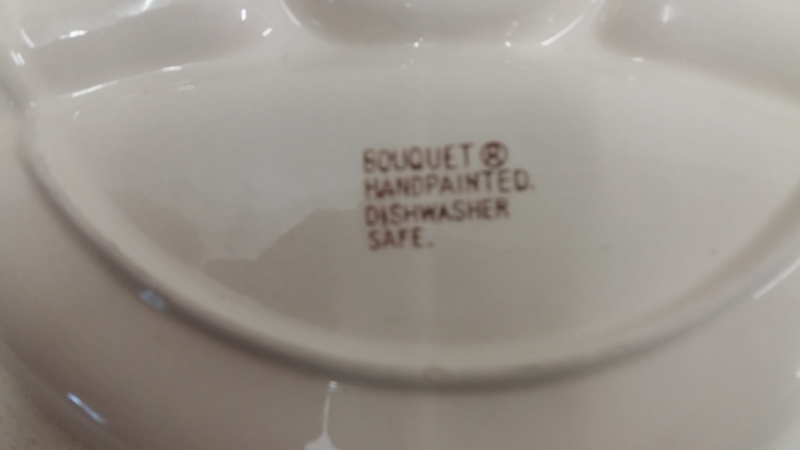 BOUQUET ®
HANDPAINTED.
DISHWASHER
SAFE.